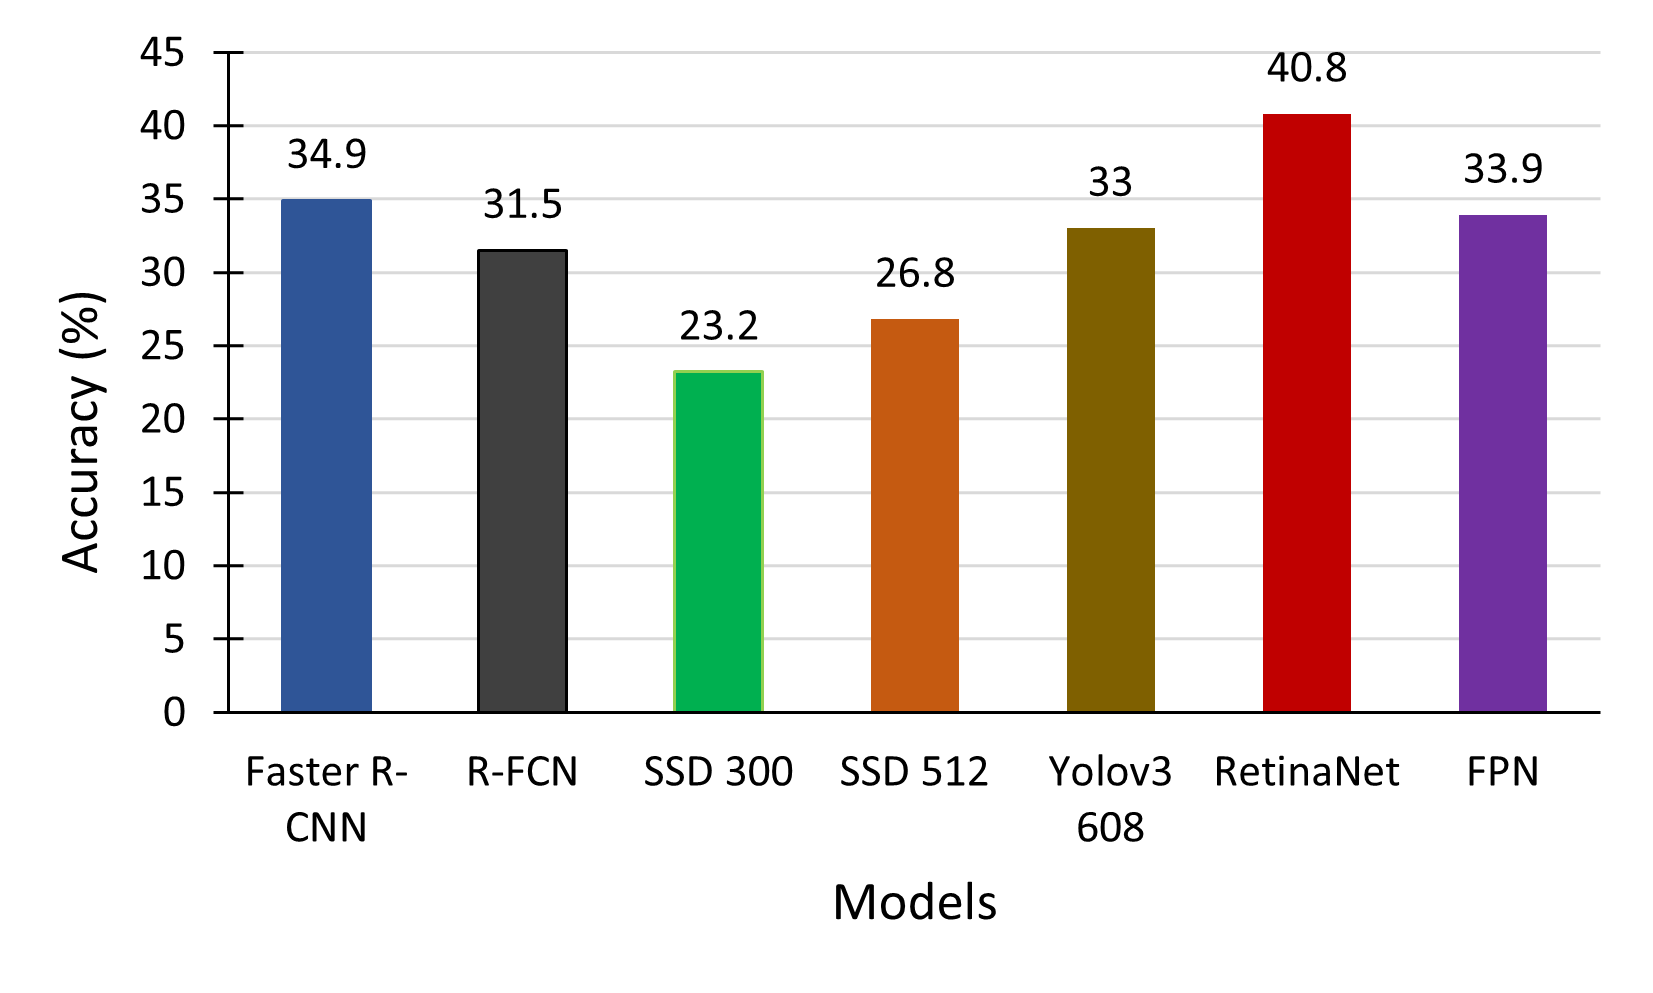 45
40
35
30
25
20
15
10
5
0
Accuracy (%)
34.9
31.5
23.2
26.8
33
40.8
33.9
Faster R-
CNN
R-FCN
SSD 300
SSD 512
Yolov3
608
RetinaNet
FPN
Models